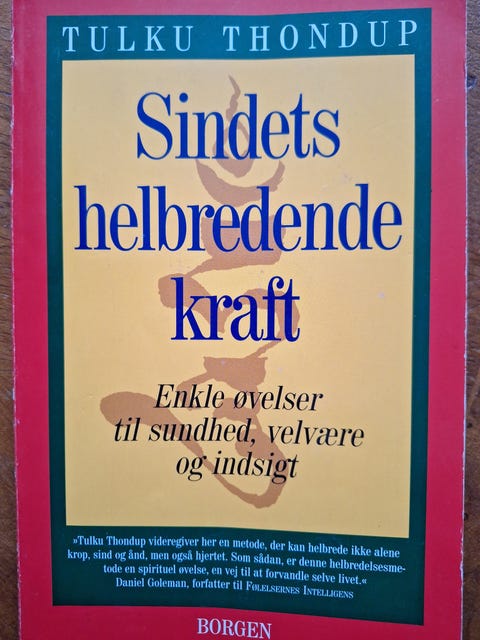 TULKU THONDUP
Sindets
helbredende
kraft
Enkle øvelser
til sundhed, velvære
og indsigt
»Tulku Thondup videregiver her en metode, der kan helbrede ikke alene
krop, sind og ånd, men også hjertet. Som sådan, er denne helbredelsesme-
tode en spirituel øvelse, en vej til at forvandle selve livet.«
Daniel Goleman, forfatter til FØLELSERNES INTELLIGENS
BORGEN